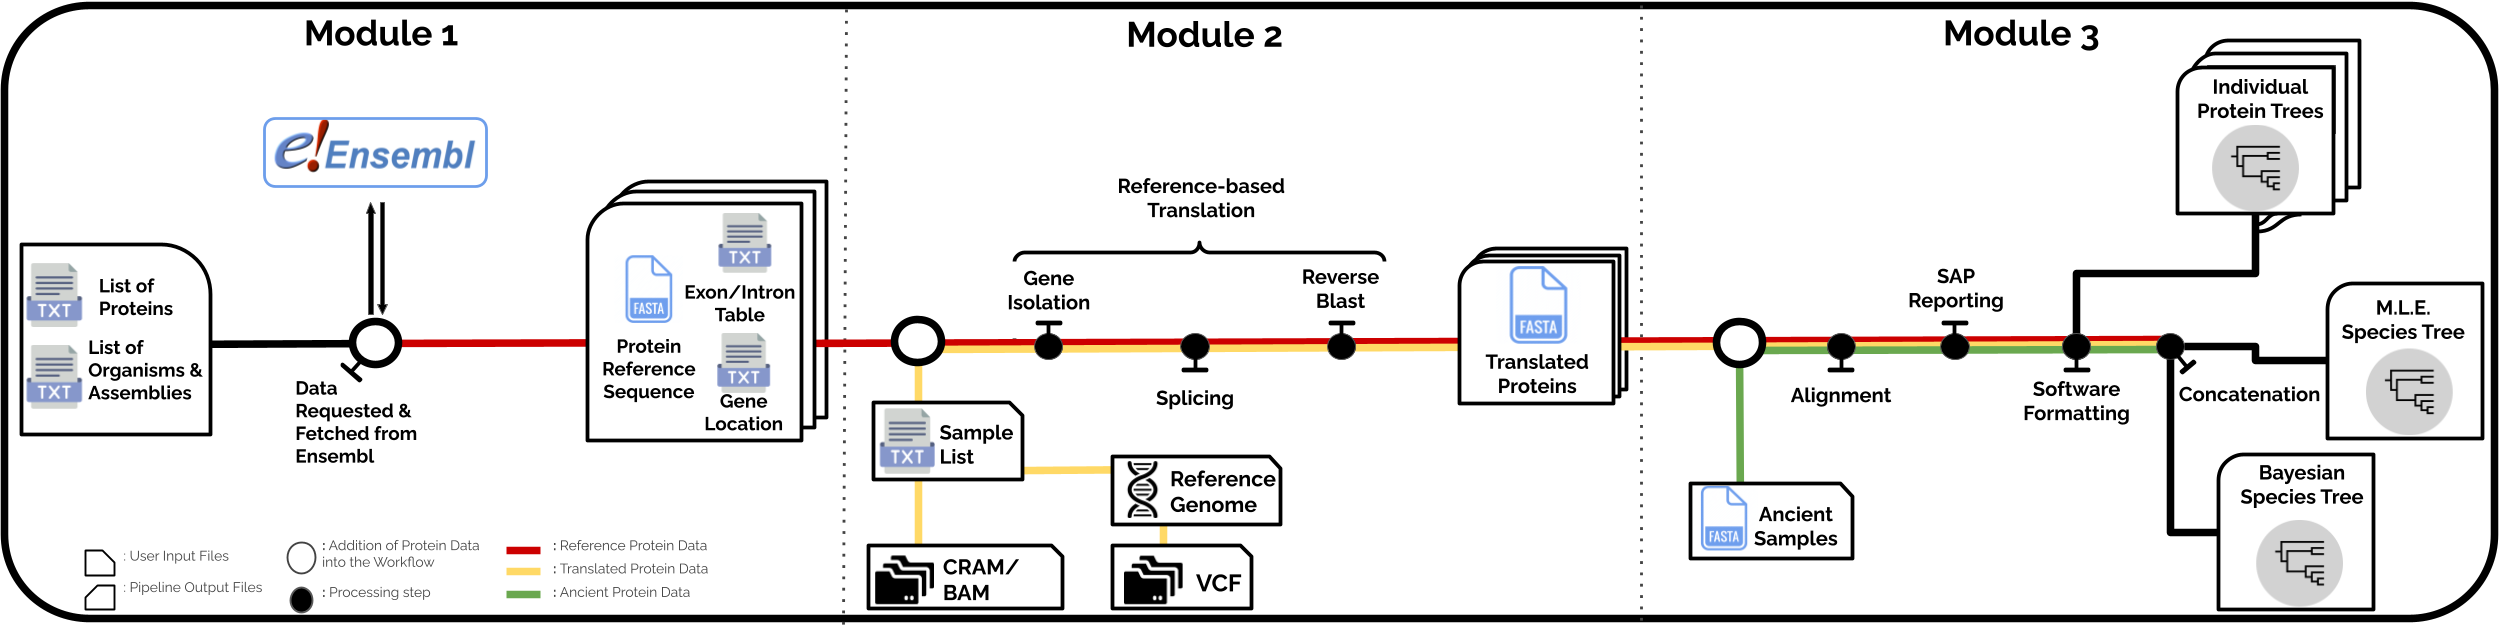 Module 1
e!Ensembl
TXT
List of
Proteins
TXT
List of
Organisms &
Assemblies
Data
Requested &
Fetched from
Ensembl
FASTA
Protein
Reference
Sequence
TXT
Exon/Intron
Table
TXT
Gene
Location
: User Input Files
: Pipeline Output Files
: Addition of Protein Data
into the Workflow
: Processing step
: Reference Protein Data
: Translated Protein Data
: Ancient Protein Data
Module 2
Reference-based
Translation
Gene
Isolation
Splicing
Reverse
Blast
TXT
Sample
List
Reference
Genome
CRAM/
BAM
VCF
FASTA
Translated
Proteins
Module 3
Individual
Protein Trees
SAP
Reporting
Alignment
Software
Formatting
Concatenation
M.L.E.
Species Tree
Bayesian
Species Tree
FASTA
Ancient
Samples